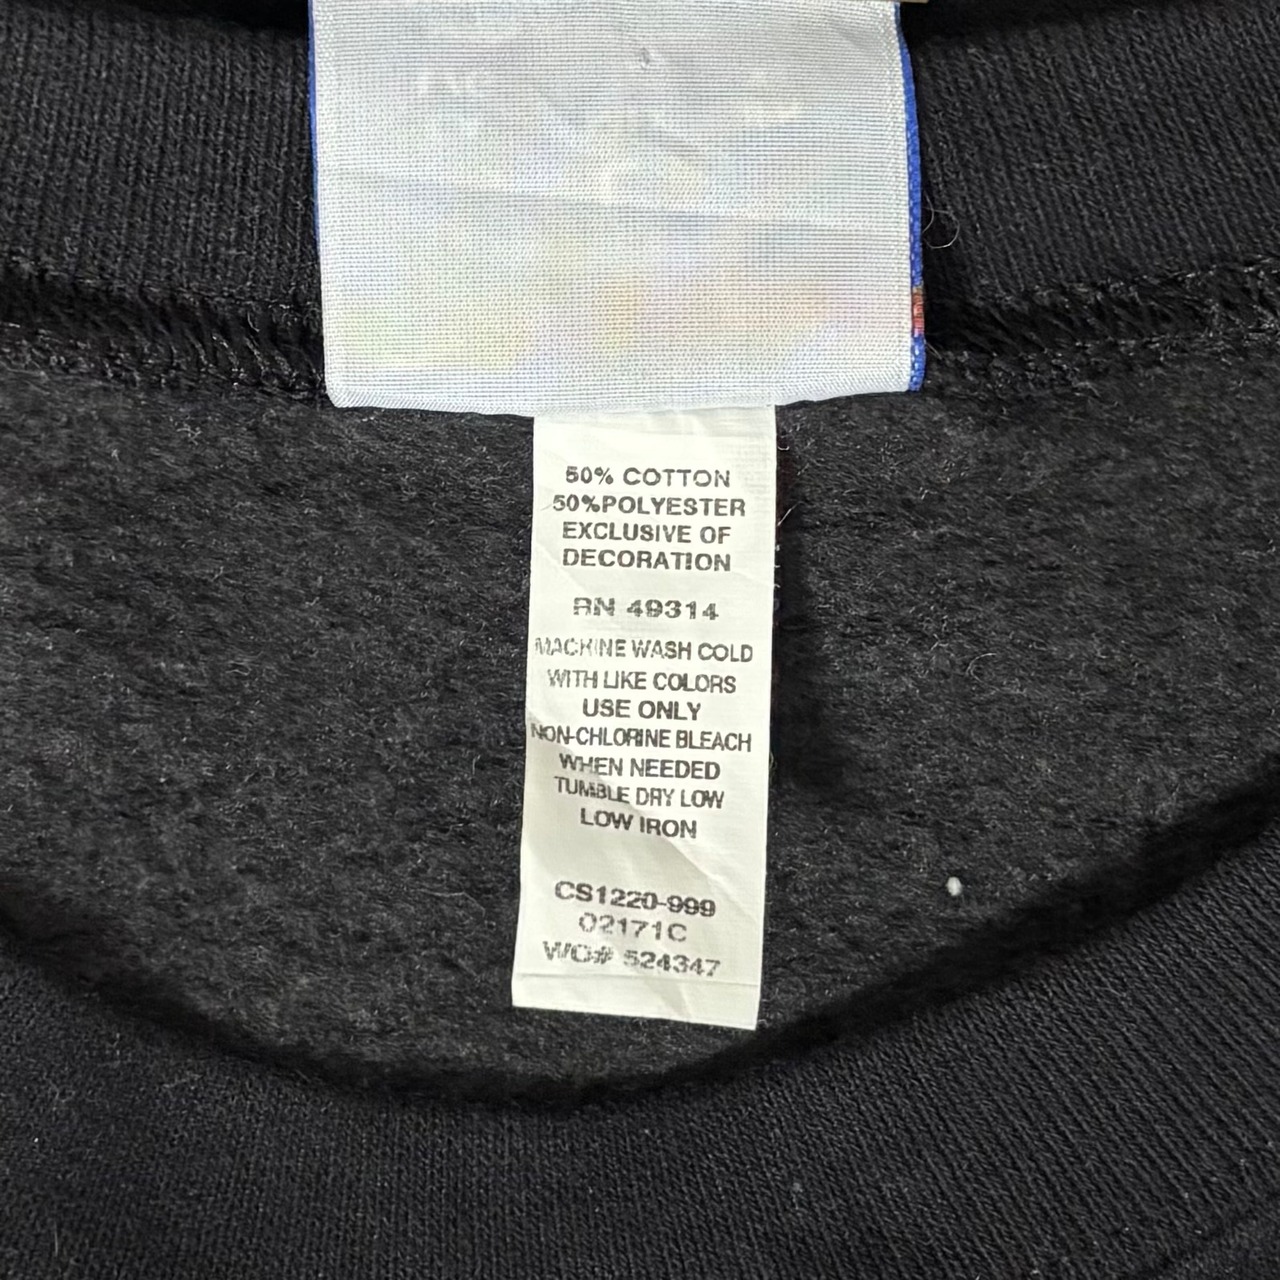 50% COTTON
50%POLYESTER
EXCLUSIVE OF
DECORATION
RN 49314
MACHINE WASH COLD
WITH LIKE COLORS
USE ONLY
NON-CHLORINE BLEACH
WHEN NEEDED
TUMBLE DRY LOW
LOW IRON
CS1220-999
02171C
WO# 524347